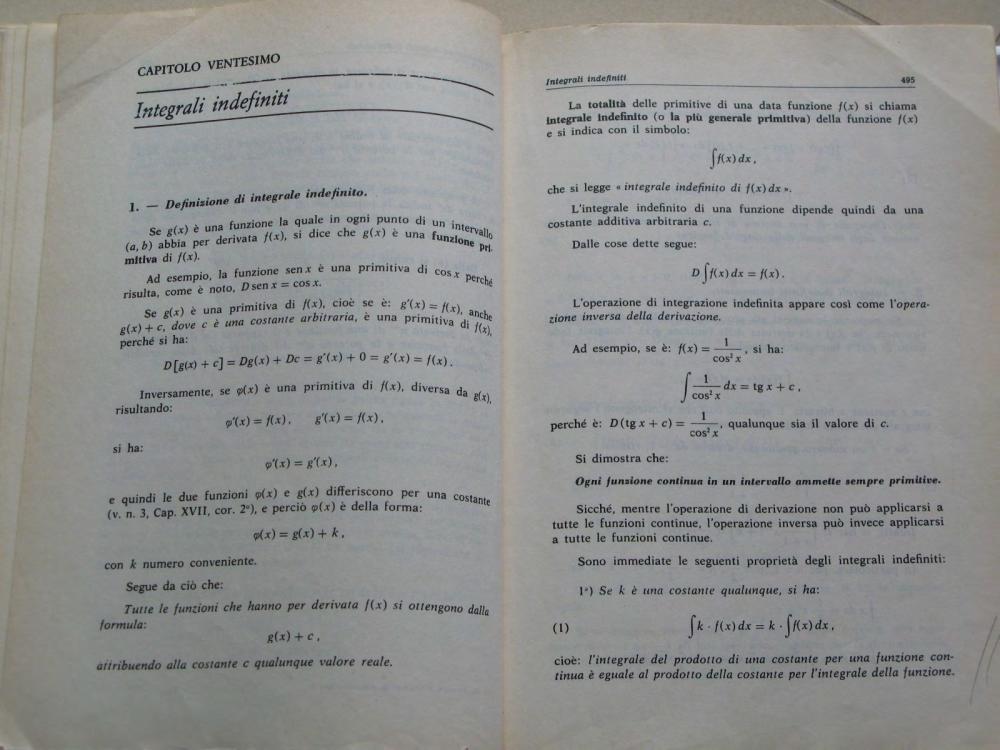 CAPITOLO VENTESIMO
Integrali indefiniti
1. — Definizione di integrale indefinito.
Se g(x) è una funzione la quale in ogni punto di un intervallo
(a, b) abbia per derivata f(x), si dice che g(x) è una funzione pri-
mitiva di f(x).
Ad esempio, la funzione sen x è una primitiva di cos x perché
risulta, come è noto, D sen x = cos x.
Se g(x) è una primitiva di f(x), cioè se è: g′(x) = f(x), anche
g(x) + c, dove c è una costante arbitraria, è una primitiva di f(x),
perché si ha:
D [g(x) + c] = Dg(x) + Dc = g′(x) + 0 = g′(x) = f(x).
Inversamente, se φ(x) è una primitiva di f(x), diversa da g(x),
risultando:
φ′(x) = f(x), g′(x) = f(x),
si ha:
φ′(x) = g′(x),
e quindi le due funzioni φ(x) e g(x) differiscono per una costante
(v. n. 3, Cap. XVII, cor. 2º), e perciò φ(x) è della forma:
φ(x) = g(x) + k,
con k numero conveniente.
Segue da ciò che:
Tutte le funzioni che hanno per derivata f(x) si ottengono dalla
formula:
g(x) + c,
attribuendo alla costante c qualunque valore reale.
Integrali indefiniti 495
La totalità delle primitive di una data funzione f(x) si chiama
integrale indefinito (o la più generale primitiva) della funzione f(x)
e si indica con il simbolo:
∫f(x) dx,
che si legge « integrale indefinito di f(x) dx ».
L'integrale indefinito di una funzione dipende quindi da una
costante additiva arbitraria c.
Dalle cose dette segue:
D ∫f(x) dx = f(x).
L'operazione di integrazione indefinita appare così come l'opera-
zione inversa della derivazione.
Ad esempio, se è: f(x) = 1/cos² x, si ha:
∫ 1/cos² x dx = tg x + c,
perché è: D (tg x + c) = 1/cos² x, qualunque sia il valore di c.
Si dimostra che:
Ogni funzione continua in un intervallo ammette sempre primitive.
Sicché, mentre l'operazione di derivazione non può applicarsi a
tutte le funzioni continue, l'operazione inversa può invece applicarsi
a tutte le funzioni continue.
Sono immediate le seguenti proprietà degli integrali indefiniti:
1ª) Se k è una costante qualunque, si ha:
(1) ∫k · f(x) dx = k · ∫f(x) dx,
cioè: l'integrale del prodotto di una costante per una funzione con-
tinua è eguale al prodotto della costante per l'integrale della funzione.